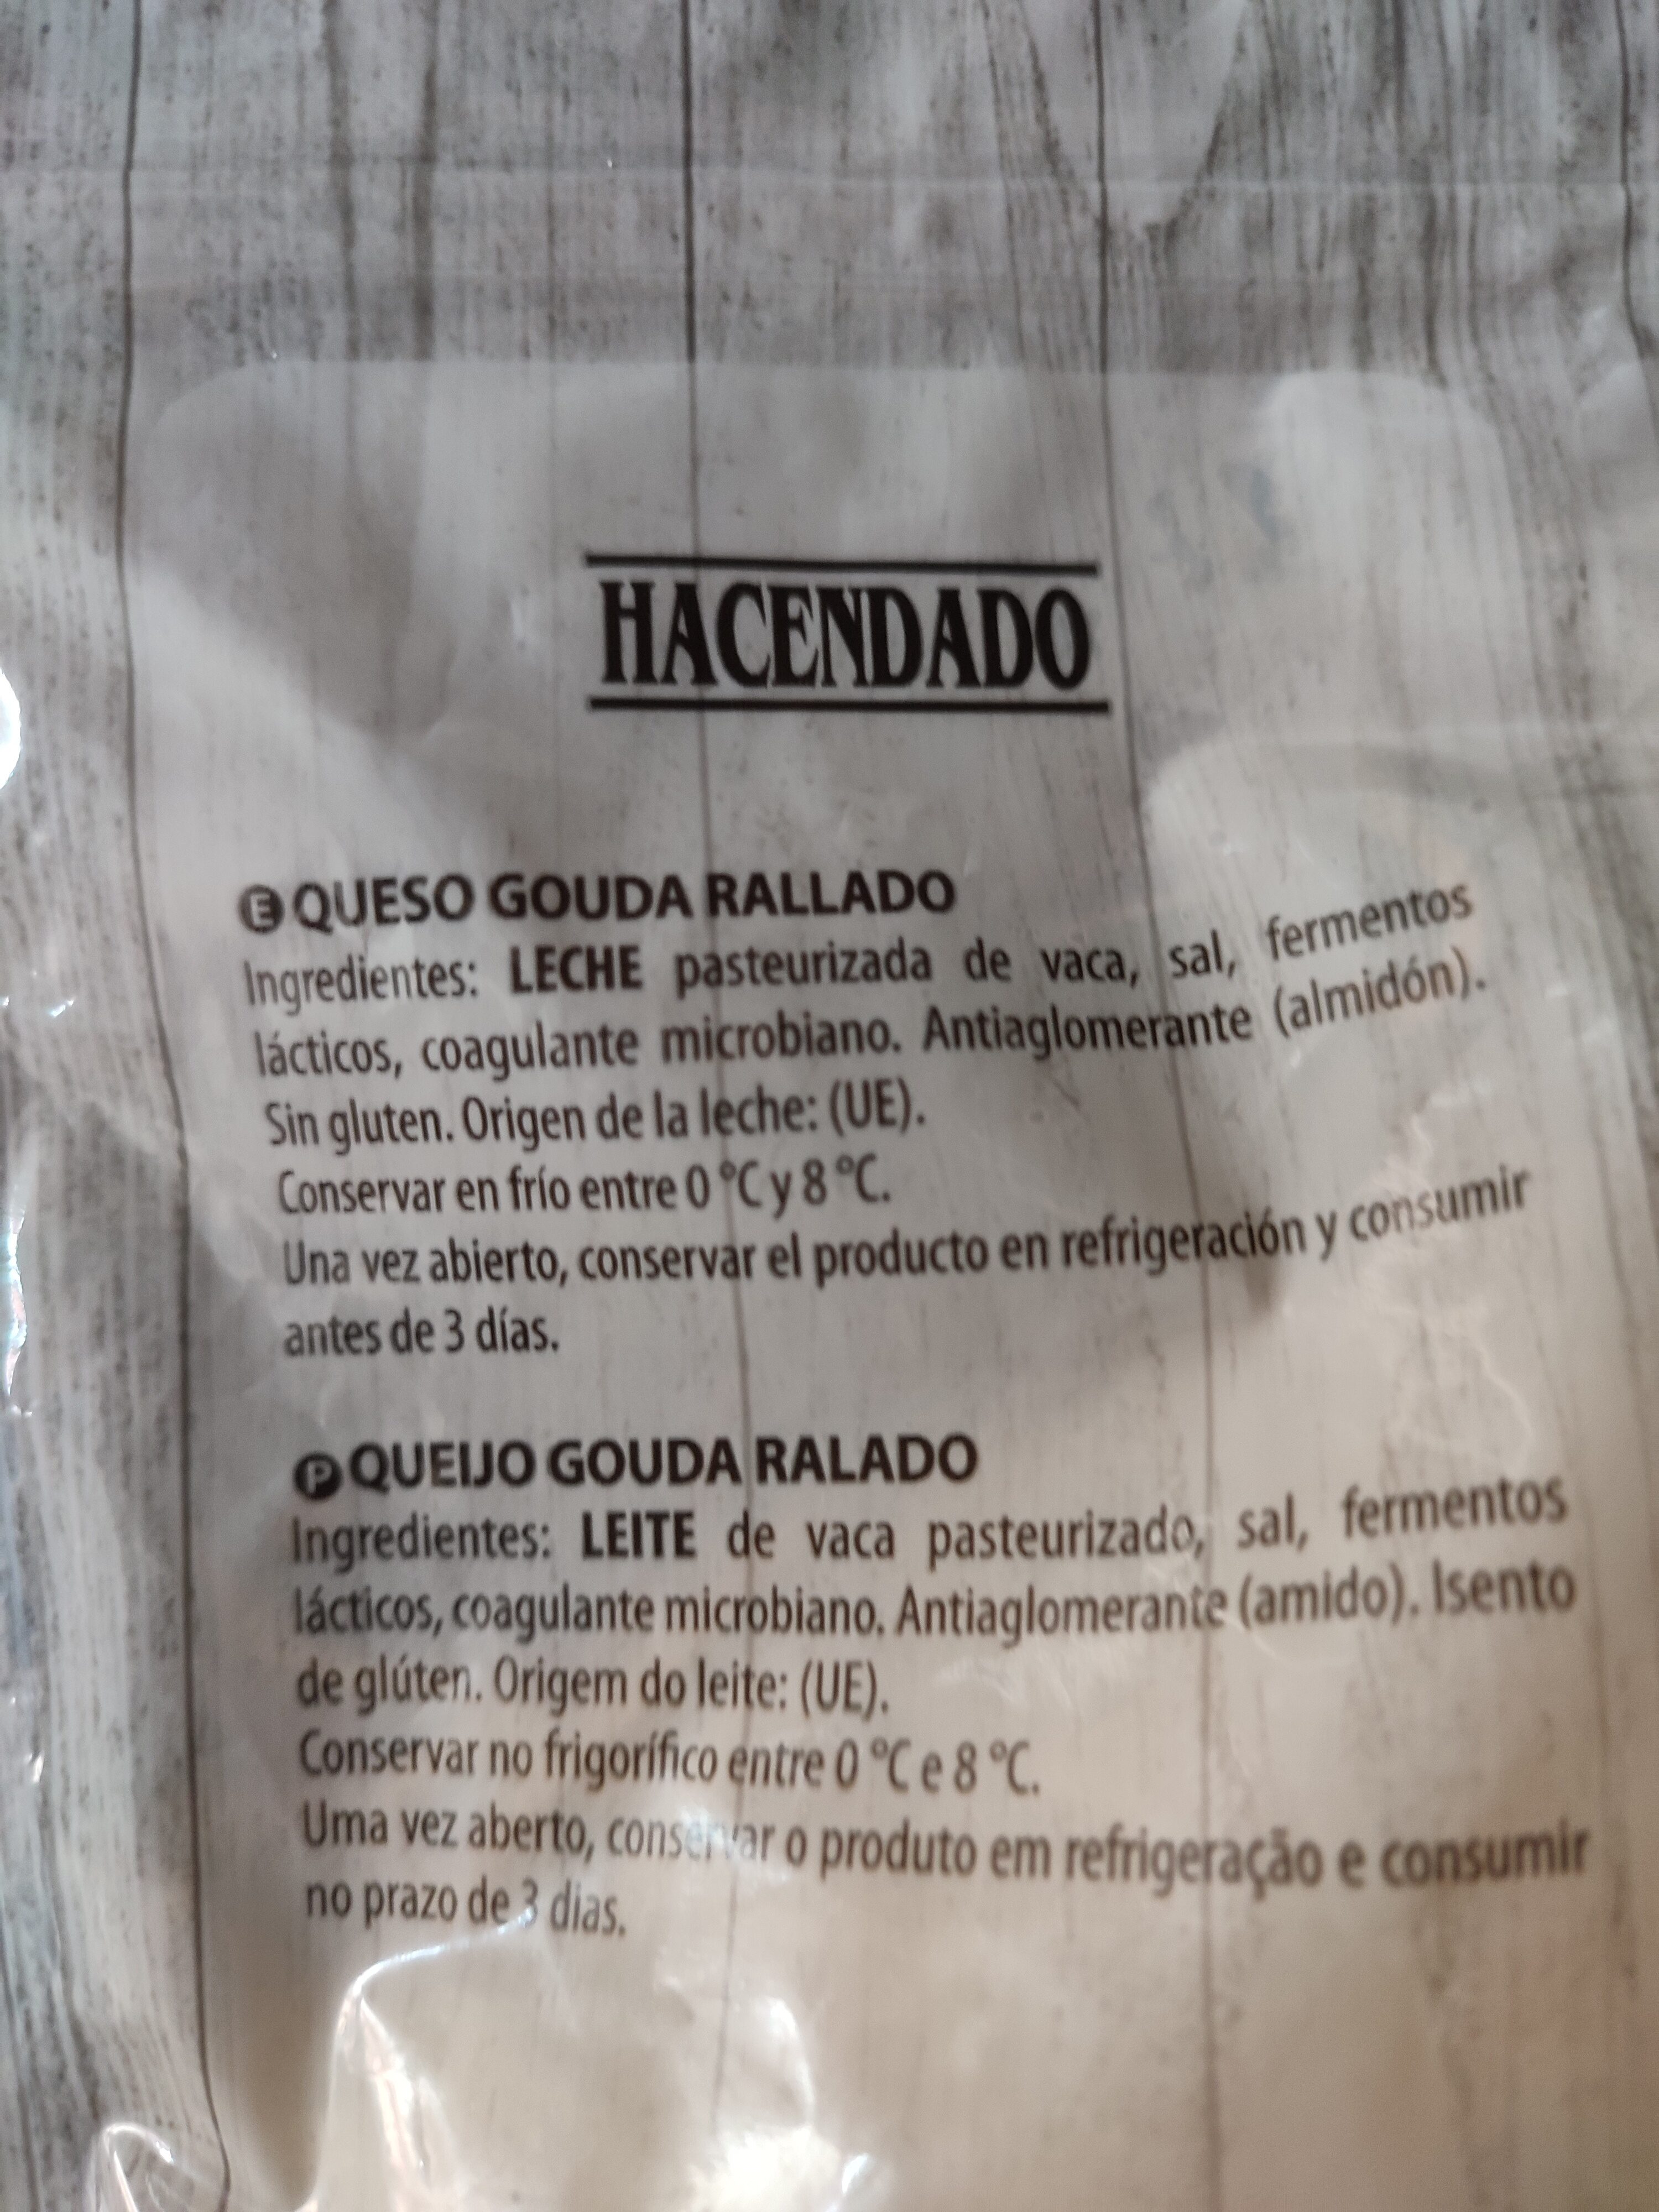 HACENDADO
E QUESO GOUDA RALLADO
Ingredientes: LECHE pasteurizada de vaca, sal, fermentos
lácticos, coagulante microbiano. Antiaglomerante (almidón).
Sin gluten. Origen de la leche: (UE).
Conservar en frío entre 0 °C y 8 °C.
Una vez abierto, conservar el producto en refrigeración y consumir
antes de 3 días.
P QUEIJO GOUDA RALADO
Ingredientes: LEITE de vaca pasteurizado, sal, fermentos
lácticos, coagulante microbiano. Antiaglomerante (amido). Isento
de glúten. Origem do leite: (UE).
Conservar no frigorífico entre 0 °C e 8 °C.
Uma vez aberto, conservar o produto em refrigeração e consumir
no prazo de 3 dias.